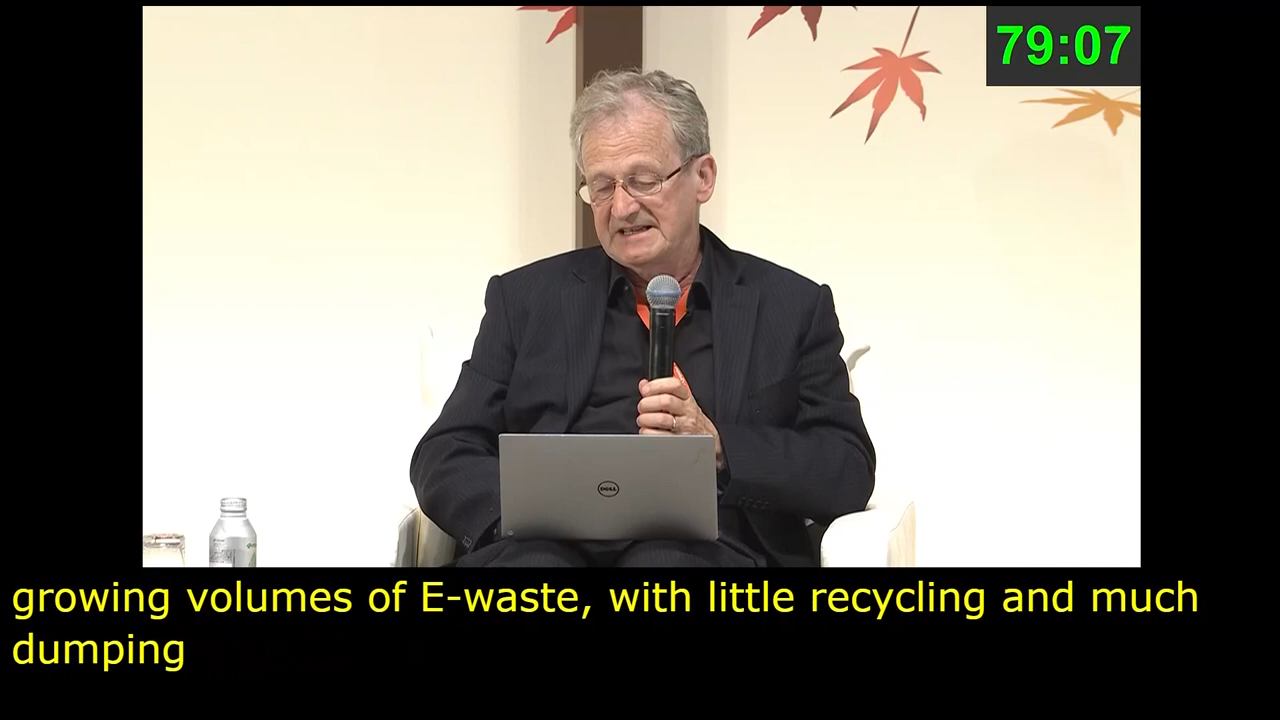 79:07
DELL
growing volumes of E-waste, with little recycling and much
dumping